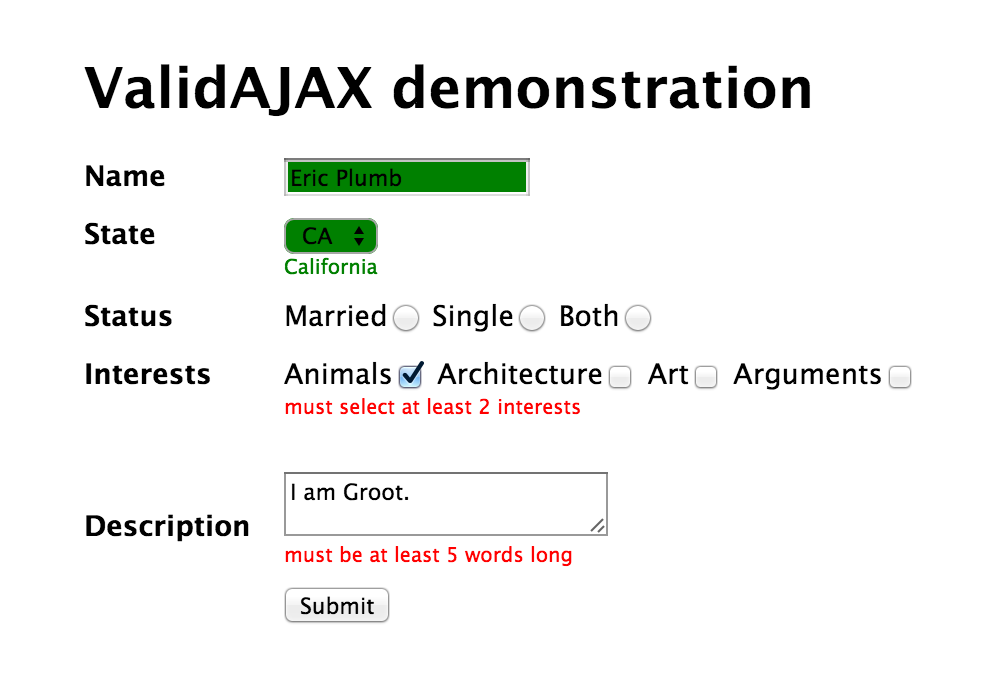 ValidAJAX demonstration
Name Eric Plumb
State CA
California
Status Married Single Both
Interests Animals Architecture Art Arguments
must select at least 2 interests
I am Groot.
Description
must be at least 5 words long
Submit